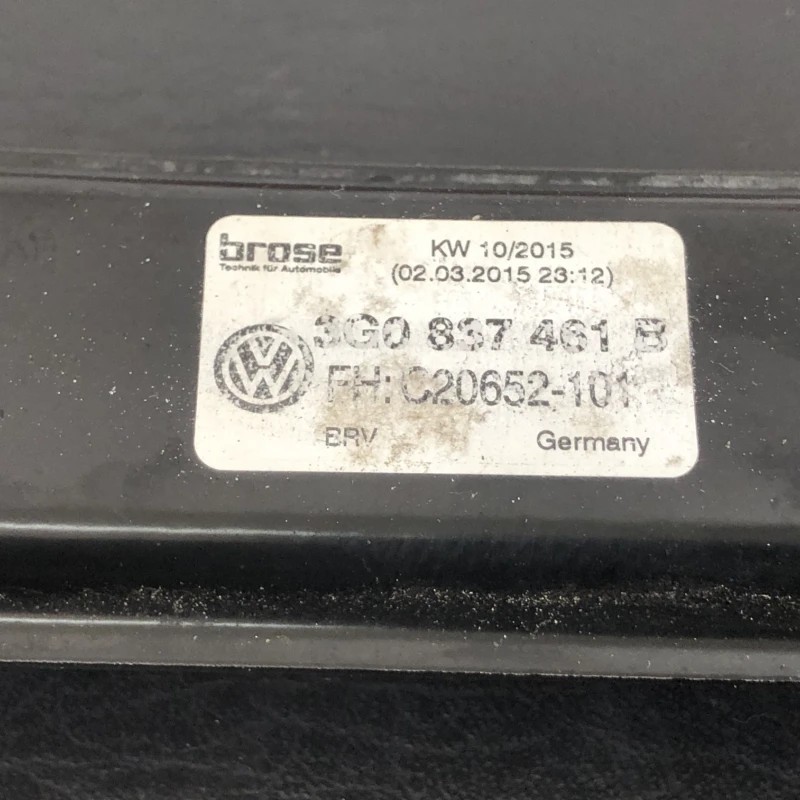 brose
Technik für Automobile
KW 10/2015
(02.03.2015 23:12)
3G0 837 461 B
FH: C20652-101
BRV
Germany